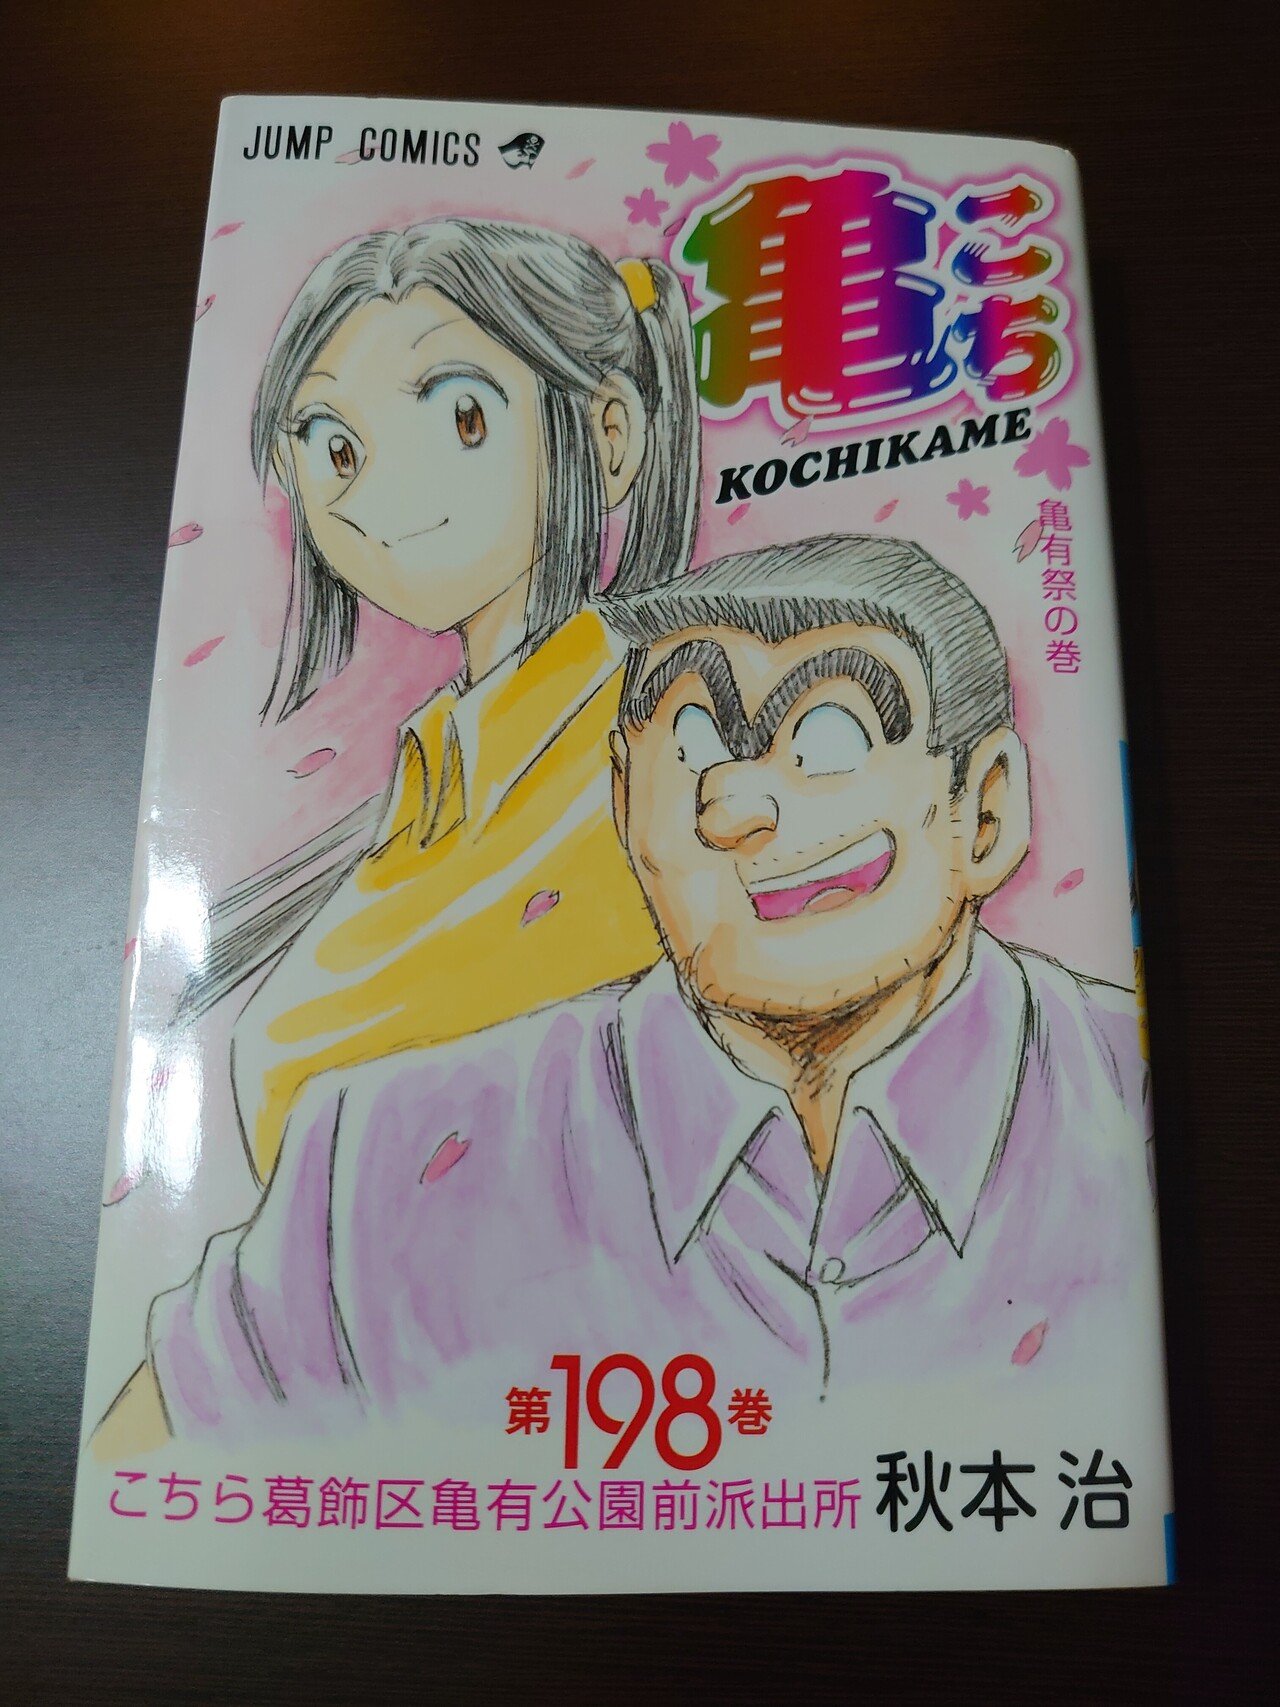 JUMP COMICS
こち
亀
KOCHIKAME
亀有祭の巻
第198巻
こちら葛飾区亀有公園前派出所 秋本 治